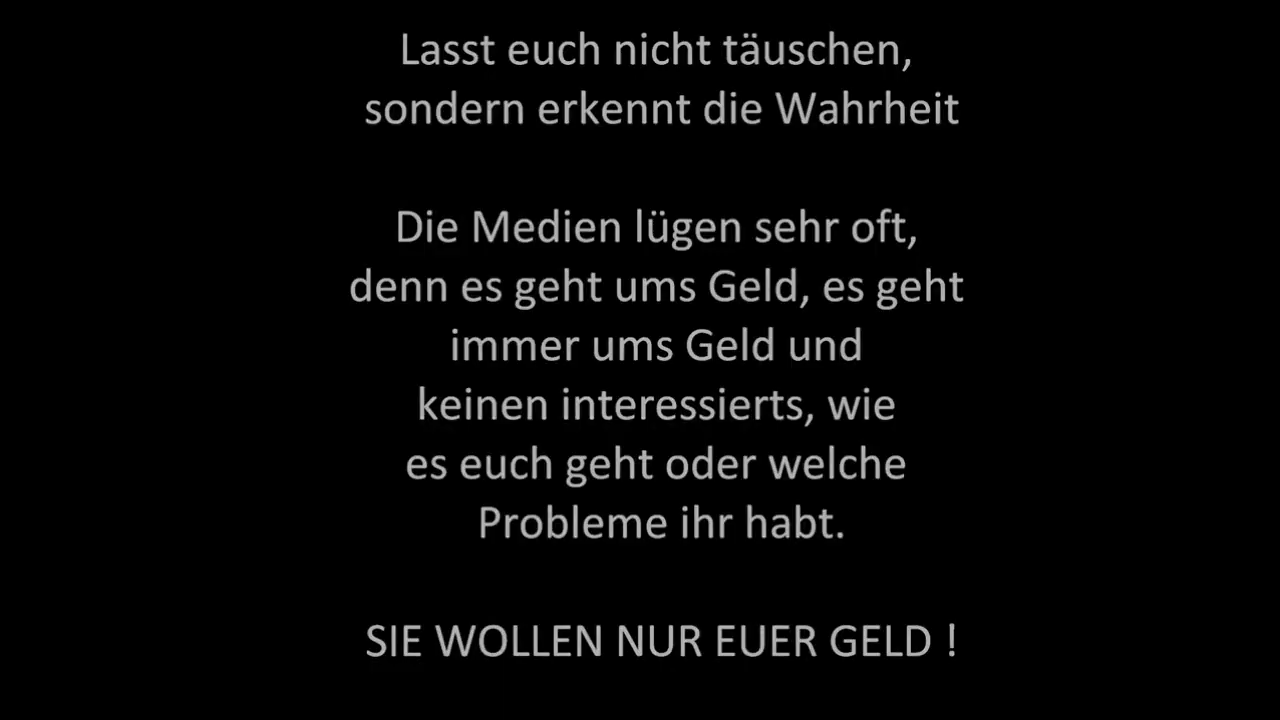 Lasst euch nicht täuschen,
sondern erkennt die Wahrheit
Die Medien lügen sehr oft,
denn es geht ums Geld, es geht
immer ums Geld und
keinen interessierts, wie
es euch geht oder welche
Probleme ihr habt.
SIE WOLLEN NUR EUER GELD !